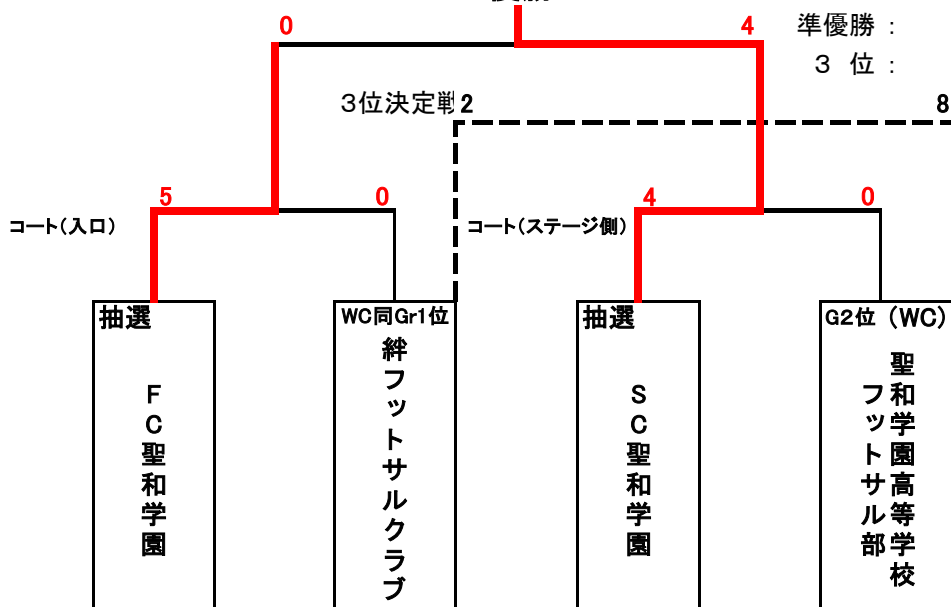 0
4
準優勝：
３ 位：
3位決定戦
2
8
5
0
4
0
コート(入口)
コート(ステージ側)
抽選
WC同Gr1位
抽選
G2位（WC）
FC聖和学園
絆フットサルクラブ
SC聖和学園
聖和学園高等学校
フットサル部